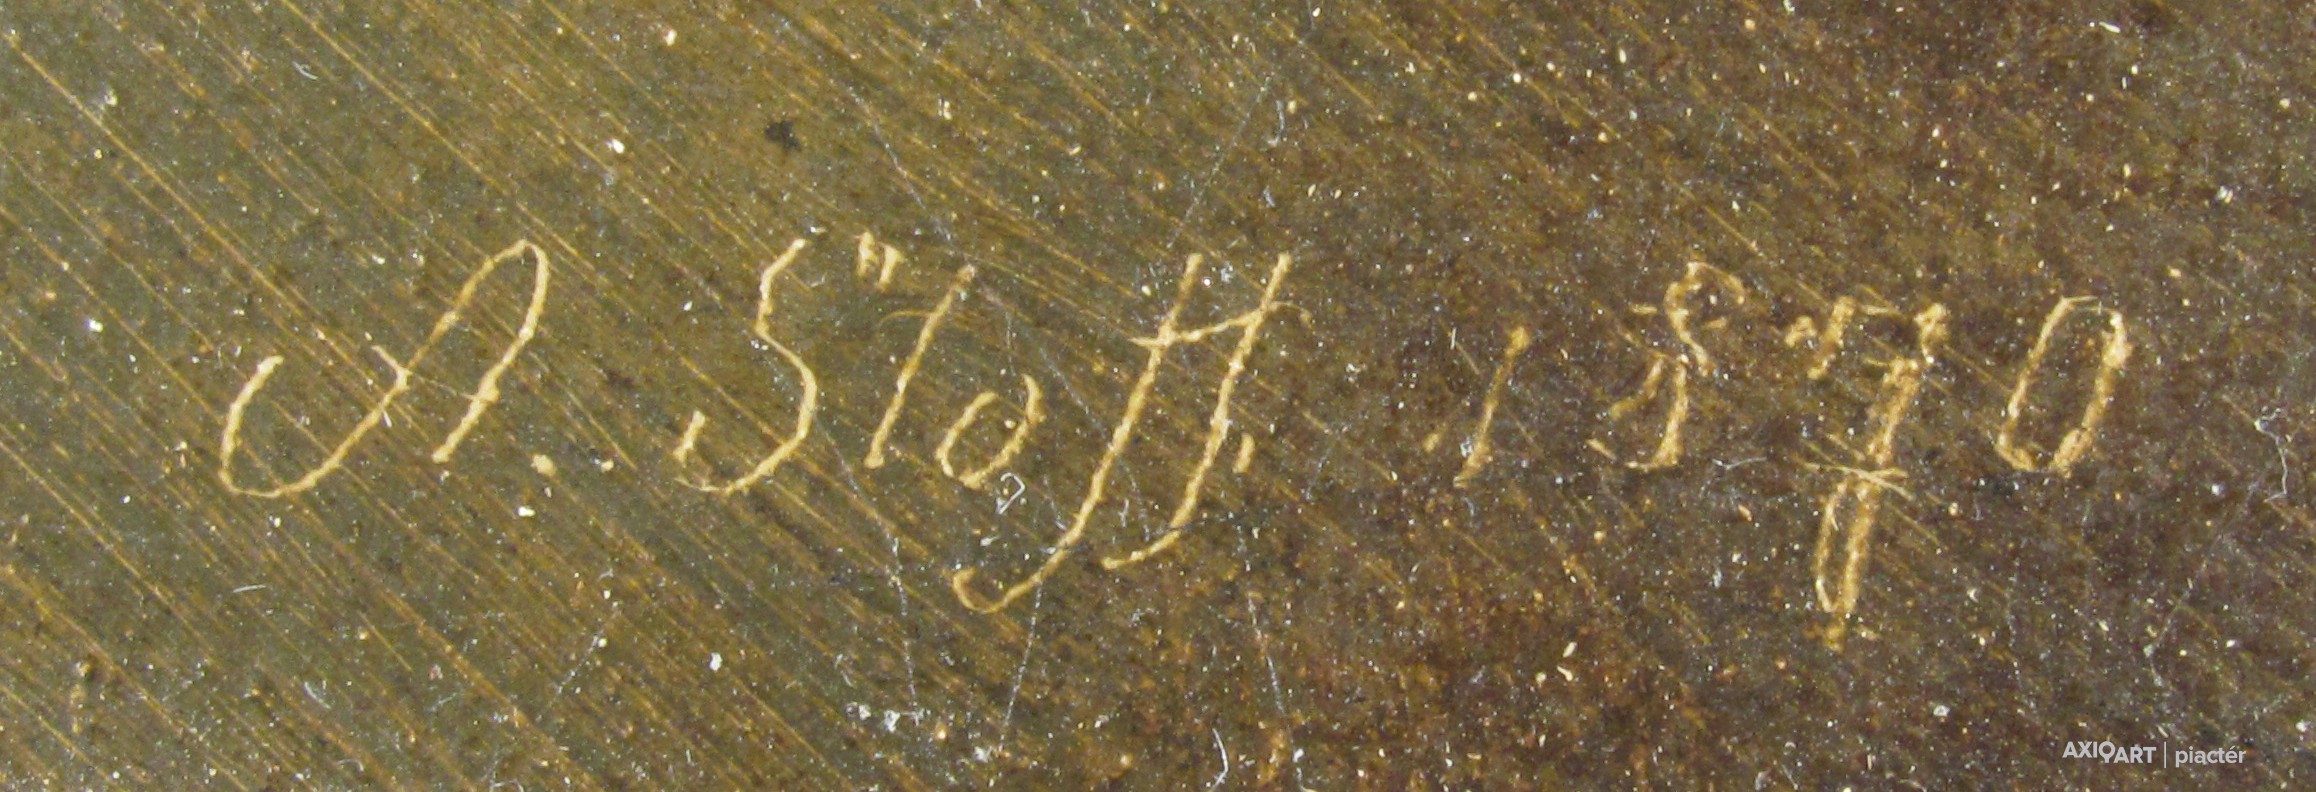 A. Stoff. 1870
AXIOART | piactér